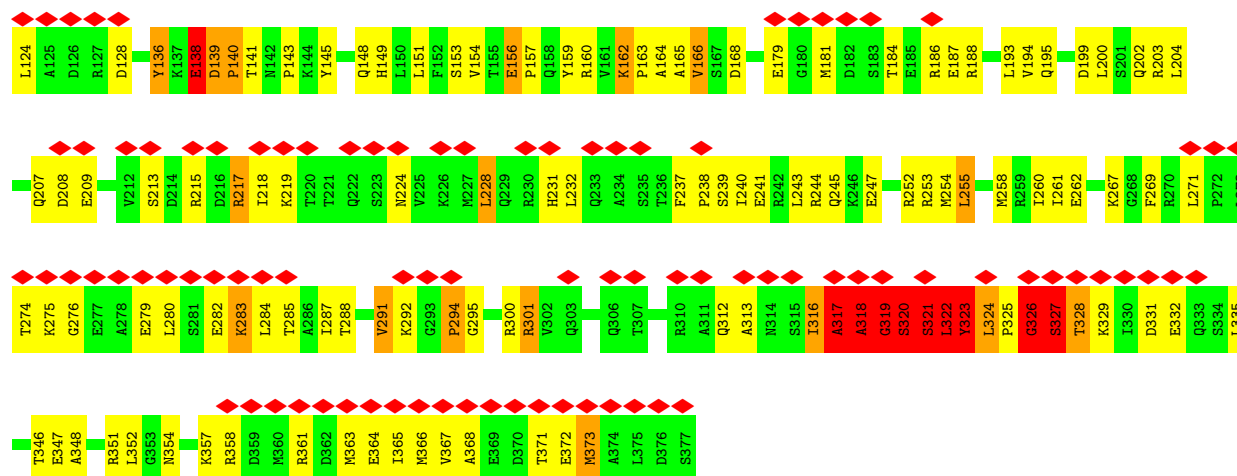 L124 A125 D126 R127 D128 Y136 K137 E138 D139 P140 T141 N142 P143 K144 Y145 Q148 H149 L150 L151 F152 S153 V154 T155 E156 P157 Q158 Y159 R160 V161 K162 P163 A164 A165 V166 S167 D168 E179 G180 M181 D182 S183 T184 E185 R186 E187 R188 L193 V194 Q195 D199 L200 S201 Q202 R203 L204
Q207 D208 E209 V212 S213 D214 R215 D216 R217 I218 K219 T220 T221 Q222 S223 N224 V225 K226 M227 L228 Q229 R230 H231 L232 Q233 A234 S235 T236 F237 P238 S239 I240 E241 R242 L243 R244 Q245 K246 E247 R252 R253 M254 L255 M258 R259 I260 I261 E262 K267 G268 F269 R270 L271 P272
T274 K275 G276 E277 A278 E279 L280 S281 E282 K283 L284 T285 A286 I287 T288 V291 K292 G293 P294 G295 R300 R301 V302 Q303 Q306 T307 R310 A311 Q312 A313 N314 S315 I316 A317 A318 G319 S320 S321 L322 Y323 L324 P325 G326 S327 T328 K329 I330 D331 E332 Q333 S334 L335
T346 E347 A348 R351 L352 G353 N354 K357 R358 D359 M360 R361 D362 M363 E364 I365 M366 V367 A368 E369 D370 T371 E372 M373 A374 L375 D376 S377